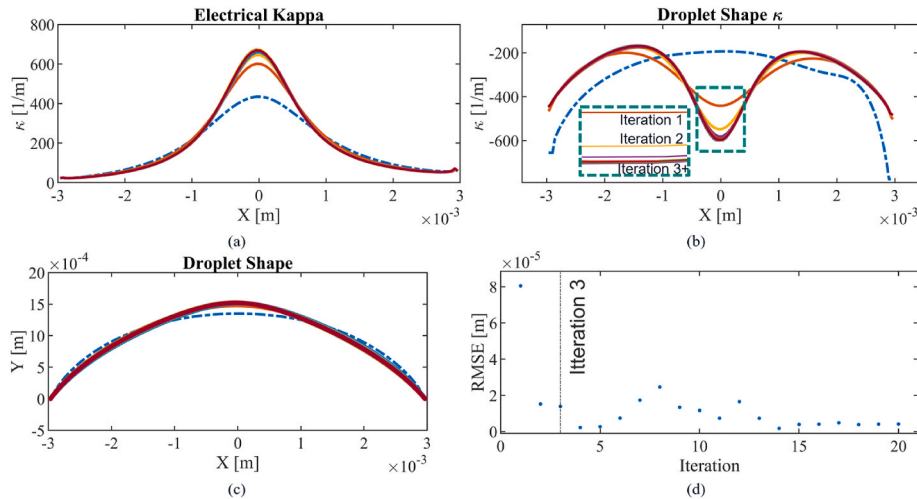 Electrical Kappa
800
600
400
200
0
κ [1/m]
-3 -2 -1 0 1 2 3
X [m]
×10⁻³
(a)
Droplet Shape κ
-200
-400
-600
κ [1/m]
Iteration 1
Iteration 2
Iteration 3+
-4 -3 -2 -1 0 1 2 3 4
X [m]
×10⁻³
(b)
×10⁻⁴
Droplet Shape
20
15
10
5
0
-5
Y [m]
-3 -2 -1 0 1 2 3
X [m]
×10⁻³
(c)
×10⁻⁵
8
6
4
2
0
RMSE [m]
Itteration 3
0 5 10 15 20
Iteration
(d)